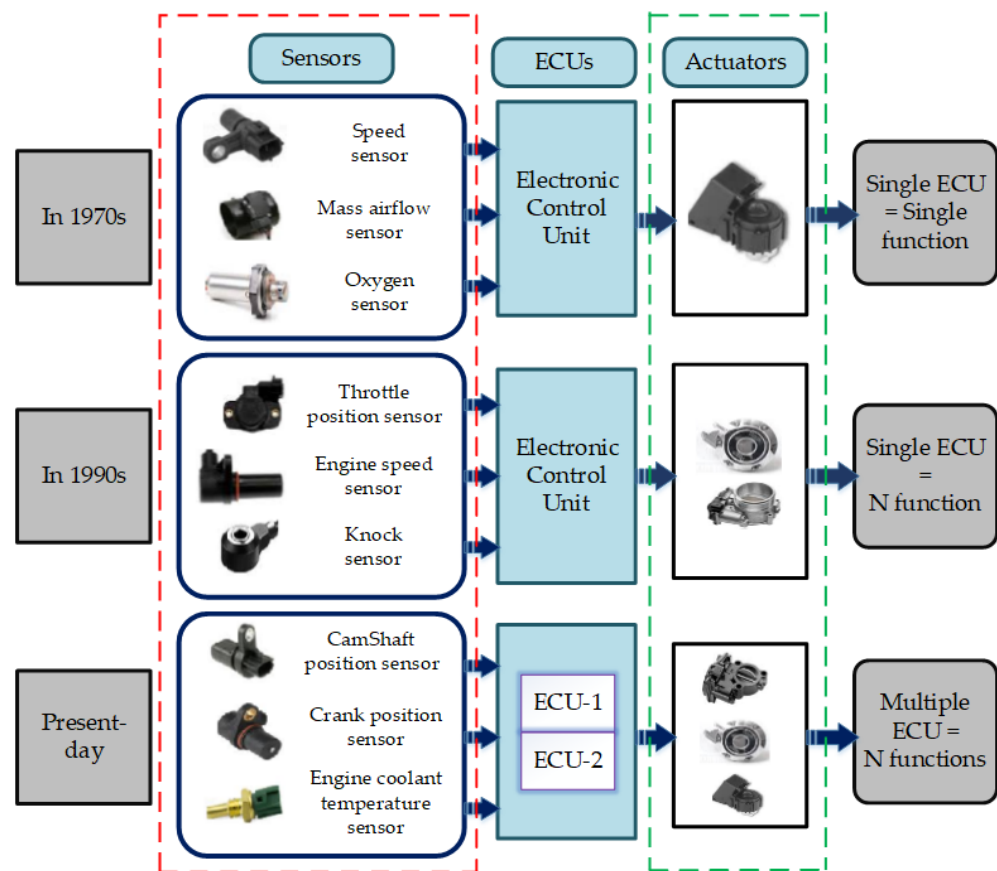 Sensors
ECUs
Actuators
In 1970s
Speed
sensor
Mass airflow
sensor
Oxygen
sensor
Electronic
Control
Unit
Single ECU
= Single
function
In 1990s
Throttle
position sensor
Engine speed
sensor
Knock
sensor
Electronic
Control
Unit
Single ECU
=
N function
Present-
day
CamShaft
position sensor
Crank position
sensor
Engine coolant
temperature
sensor
ECU-1
ECU-2
Multiple
ECU =
N functions